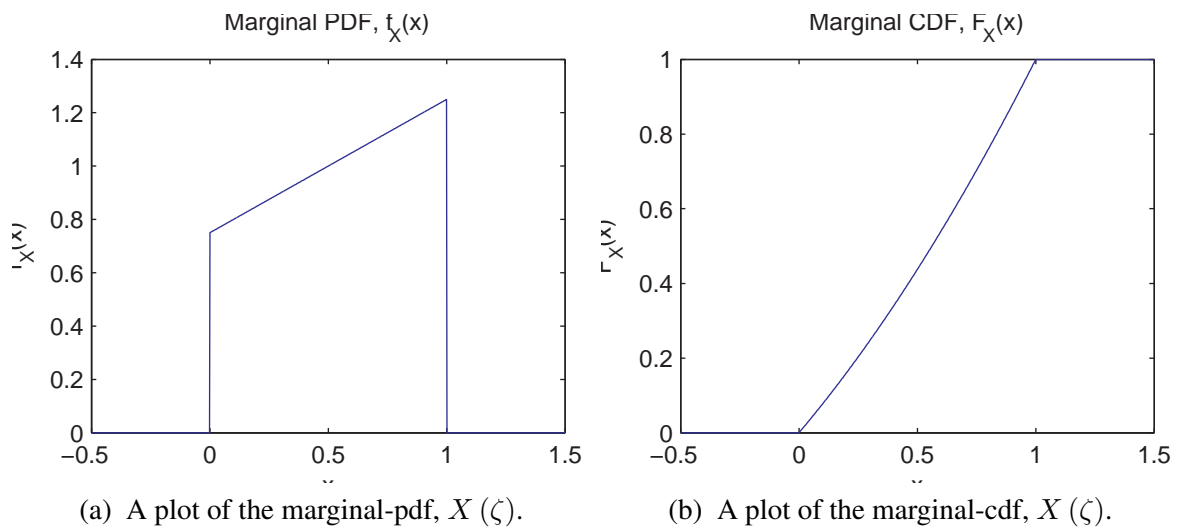 Marginal PDF, f_X(x)
1.4
1.2
1
0.8
0.6
0.4
0.2
0
−0.5 0 0.5 1 1.5
(a) A plot of the marginal-pdf, X (ζ).
Marginal CDF, F_X(x)
1
0.8
0.6
0.4
0.2
0
F_X(x)
−0.5 0 0.5 1 1.5
(b) A plot of the marginal-cdf, X (ζ).